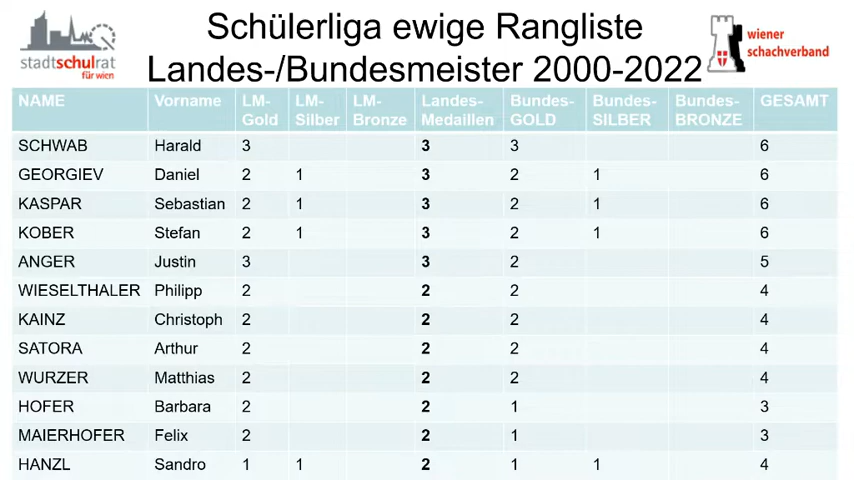 Schülerliga ewige Rangliste
Landes-/Bundesmeister 2000-2022
stadtschulrat
für wien
wiener
schachverband
NAME Vorname LM-Gold LM-Silber LM-Bronze Landes-Medaillen Bundes-GOLD Bundes-SILBER Bundes-BRONZE GESAMT
SCHWAB Harald 3 3 3 6
GEORGIEV Daniel 2 1 3 2 1 6
KASPAR Sebastian 2 1 3 2 1 6
KOBER Stefan 2 1 3 2 1 6
ANGER Justin 3 3 2 5
WIESELTHALER Philipp 2 2 2 4
KAINZ Christoph 2 2 2 4
SATORA Arthur 2 2 2 4
WURZER Matthias 2 2 2 4
HOFER Barbara 2 2 1 3
MAIERHOFER Felix 2 2 1 3
HANZL Sandro 1 1 2 1 1 4